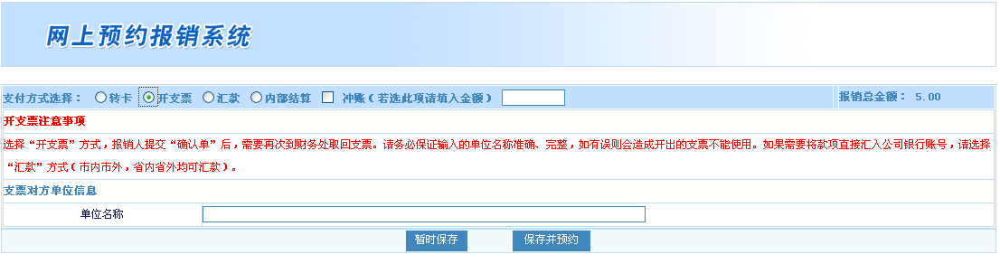 网上预约报销系统
支付方式选择： 转卡 开支票 汇款 内部结算 冲账（若选此项请填入金额） 报销总金额： 5.00
开支票注意事项
选择“开支票”方式，报销人提交“确认单”后，需要再次到财务处取回支票。请务必保证输入的单位名称准确、完整，如有误则会造成开出的支票不能使用。如果需要将款项直接汇入公司银行账号，请选择
“汇款”方式（市内市外，省内省外均可汇款）。
支票对方单位信息
单位名称
暂时保存 保存并预约